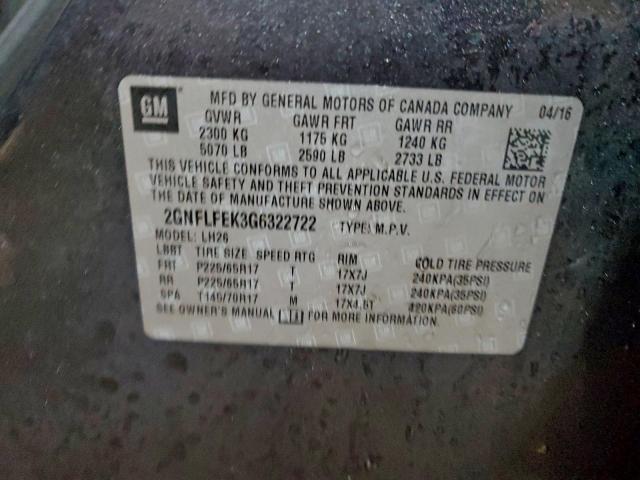 GM
MFD BY GENERAL MOTORS OF CANADA COMPANY 04/16
GVWR GAWR FRT GAWR RR
2300 KG 1175 KG 1240 KG
5070 LB 2590 LB 2733 LB
THIS VEHICLE CONFORMS TO ALL APPLICABLE U.S. FEDERAL MOTOR
VEHICLE SAFETY AND THEFT PREVENTION STANDARDS IN EFFECT ON
THE DATE OF MANUFACTURE SHOWN ABOVE.
2GNFLFEK3G6322722 TYPE: M.P.V.
MODEL: LH26
TIRE SIZE SPEED RTG RIM COLD TIRE PRESSURE
FRT P225/65R17 T 17X7J 240KPA(35PSI)
RR P225/65R17 T 17X7J 240KPA(35PSI)
SPA T145/70R17 M 17X4.5T 420KPA(60PSI)
SEE OWNER'S MANUAL FOR MORE INFORMATION.